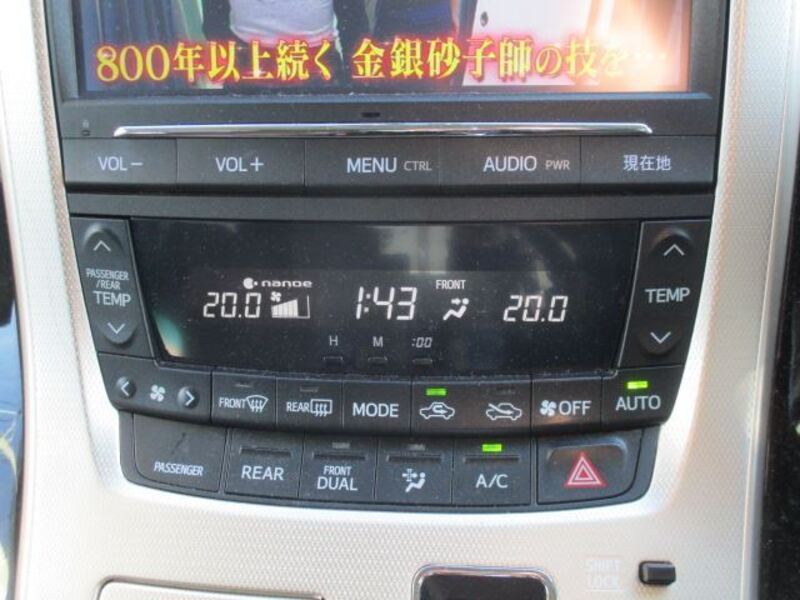 800年以上続く 金銀砂子師の技を…
VOL− VOL+ MENU CTRL AUDIO PWR 現在地
PASSENGER
/REAR
TEMP
nanoe
20.0 1:43 FRONT 20.0
TEMP
H M :00
FRONT REAR MODE OFF AUTO
PASSENGER REAR FRONT DUAL A/C
SHIFT
LOCK